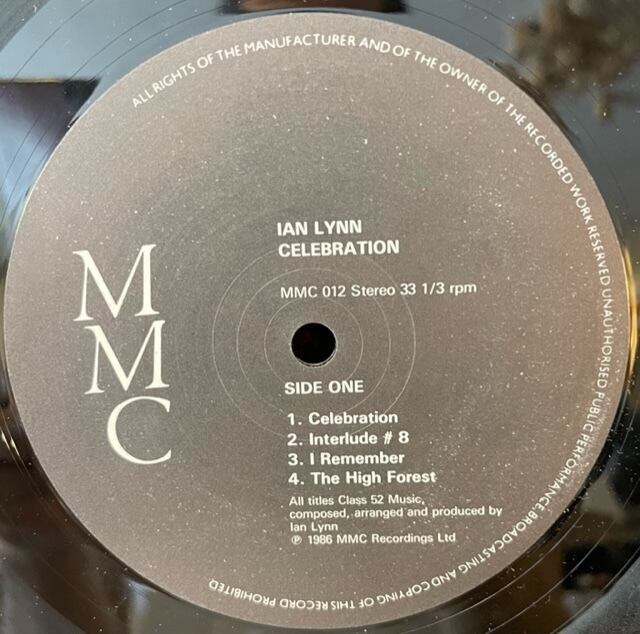 ALL RIGHTS OF THE MANUFACTURER AND OF THE OWNER OF THE RECORDED WORK RESERVED UNAUTHORISED PUBLIC PERFORMANCE, BROADCASTING AND COPYING OF THIS RECORD PROHIBITED
M
M
C
IAN LYNN
CELEBRATION
MMC 012 Stereo 33 1/3 rpm
SIDE ONE
1. Celebration
2. Interlude # 8
3. I Remember
4. The High Forest
All titles Class 52 Music,
composed, arranged and produced by
Ian Lynn
℗ 1986 MMC Recordings Ltd